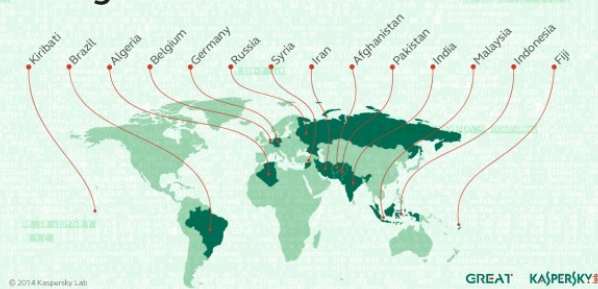 Kiribati
Brazil
Algeria
Belgium
Germany
Russia
Syria
Iran
Afghanistan
Pakistan
India
Malaysia
Indonesia
Fiji
© 2014 Kaspersky Lab
GREAT KASPERSKY